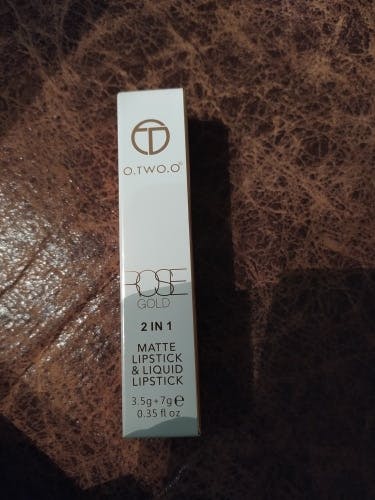 O.TWO.O®
ROSE
GOLD
2 IN 1
MATTE
LIPSTICK
& LIQUID
LIPSTICK
3.5g+7g℮
0.35 fl oz